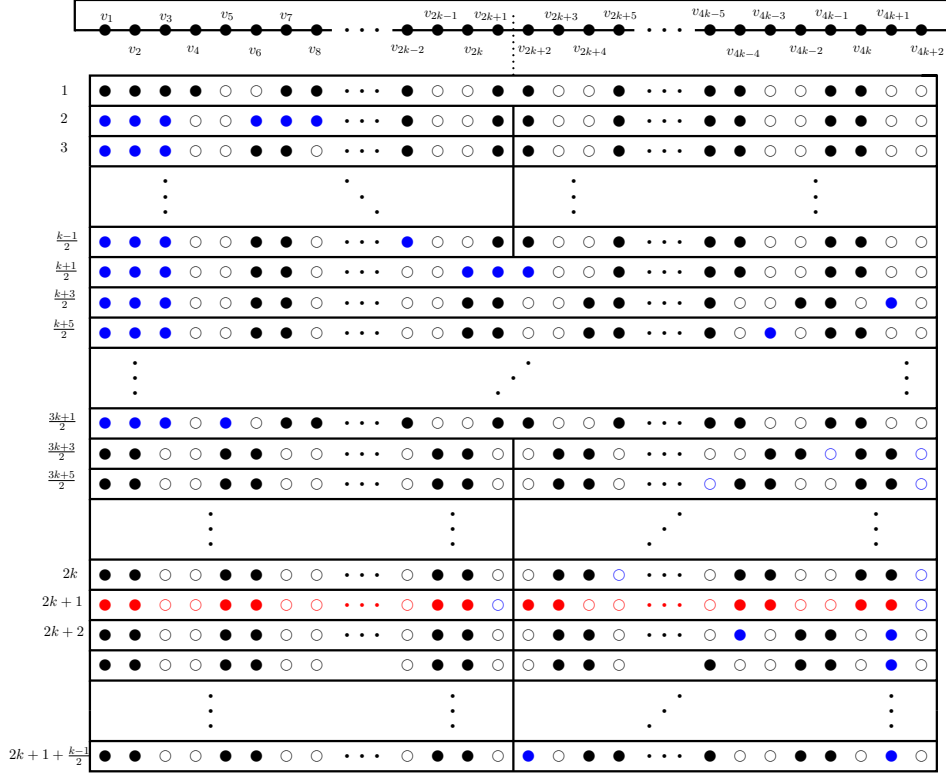 v₁ v₃ v₅ v₇ v₂ₖ₋₁ v₂ₖ₊₁ v₂ₖ₊₃ v₂ₖ₊₅ v₄ₖ₋₅ v₄ₖ₋₃ v₄ₖ₋₁ v₄ₖ₊₁
v₂ v₄ v₆ v₈ v₂ₖ₋₂ v₂ₖ v₂ₖ₊₂ v₂ₖ₊₄ v₄ₖ₋₄ v₄ₖ₋₂ v₄ₖ v₄ₖ₊₂
1
2
3
(k−1)/2
(k+1)/2
(k+3)/2
(k+5)/2
(3k+1)/2
(3k+3)/2
(3k+5)/2
2k
2k + 1
2k + 2
2k + 1 + (k−1)/2